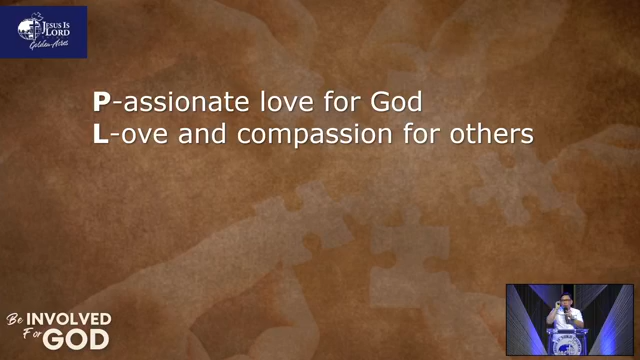 JESUS IS
LORD
Golden Acres
P-assionate love for God
L-ove and compassion for others
Be INVOLVED
For GOD